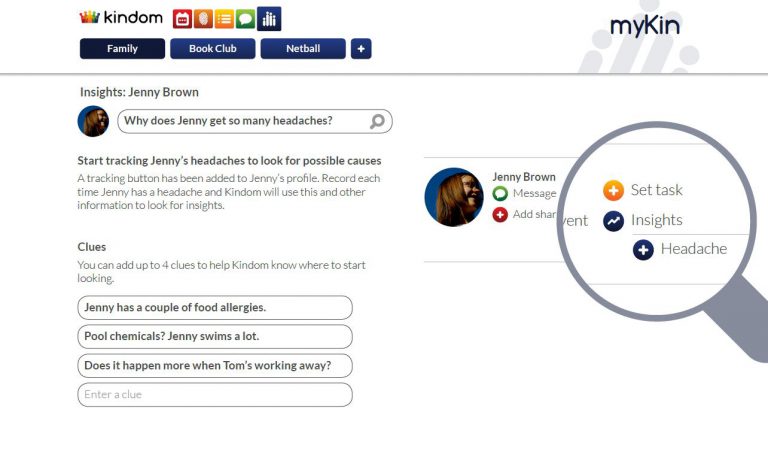 kindom
myKin
Family
Book Club
Netball
Insights: Jenny Brown
Why does Jenny get so many headaches?
Start tracking Jenny's headaches to look for possible causes
A tracking button has been added to Jenny's profile. Record each
time Jenny has a headache and Kindom will use this and other
information to look for insights.
Clues
You can add up to 4 clues to help Kindom know where to start
looking.
Jenny has a couple of food allergies.
Pool chemicals? Jenny swims a lot.
Does it happen more when Tom's working away?
Enter a clue
Jenny Brown
Message
Add shar
vent
Set task
Insights
Headache